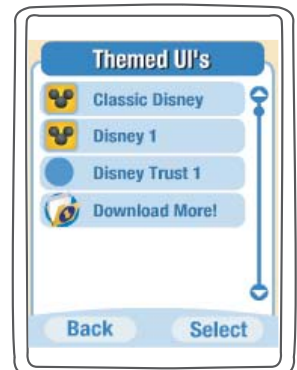 Themed UI's
Classic Disney
Disney 1
Disney Trust 1
Download More!
Back Select